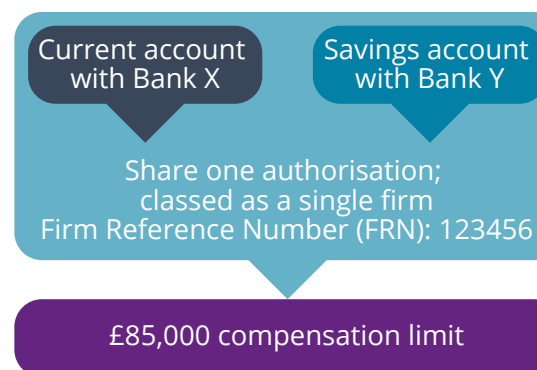 Current account
with Bank X
Savings account
with Bank Y
Share one authorisation;
classed as a single firm
Firm Reference Number (FRN): 123456
£85,000 compensation limit